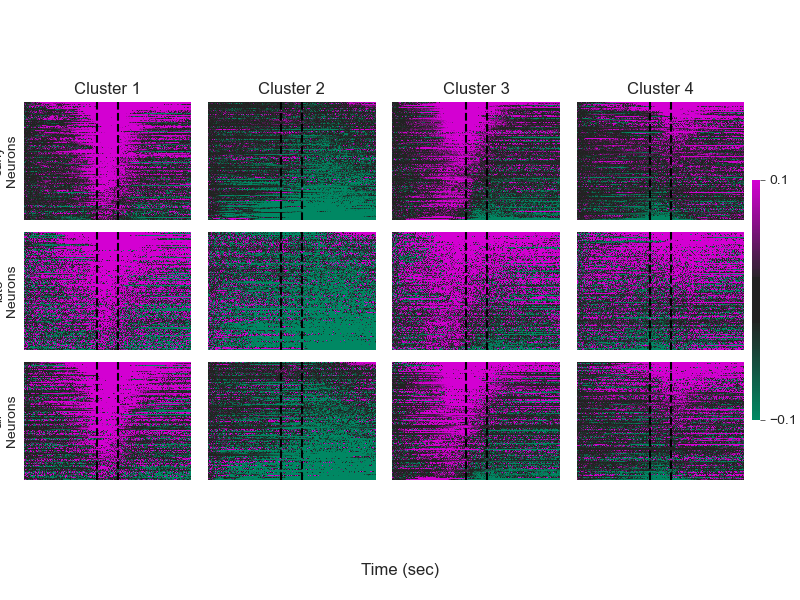 Cluster 1
Cluster 2
Cluster 3
Cluster 4
Neurons
Neurons
Neurons
0.1
−0.1
Time (sec)